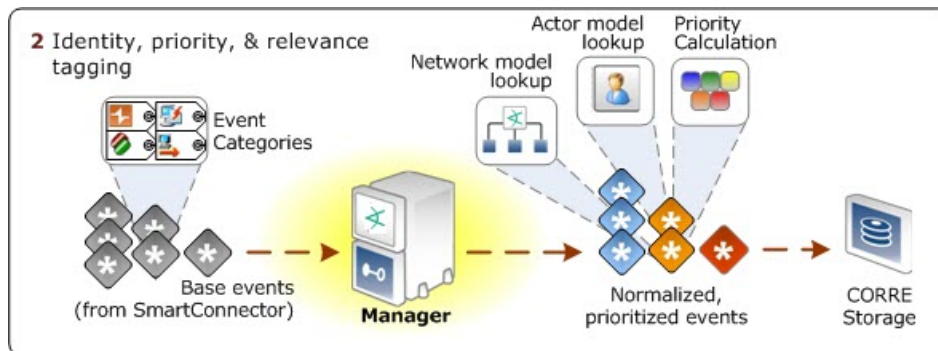 2 Identity, priority, & relevance
tagging
Event
Categories
Network model
lookup
Actor model
lookup
Priority
Calculation
Base events
(from SmartConnector)
Manager
Normalized,
prioritized events
CORRE
Storage